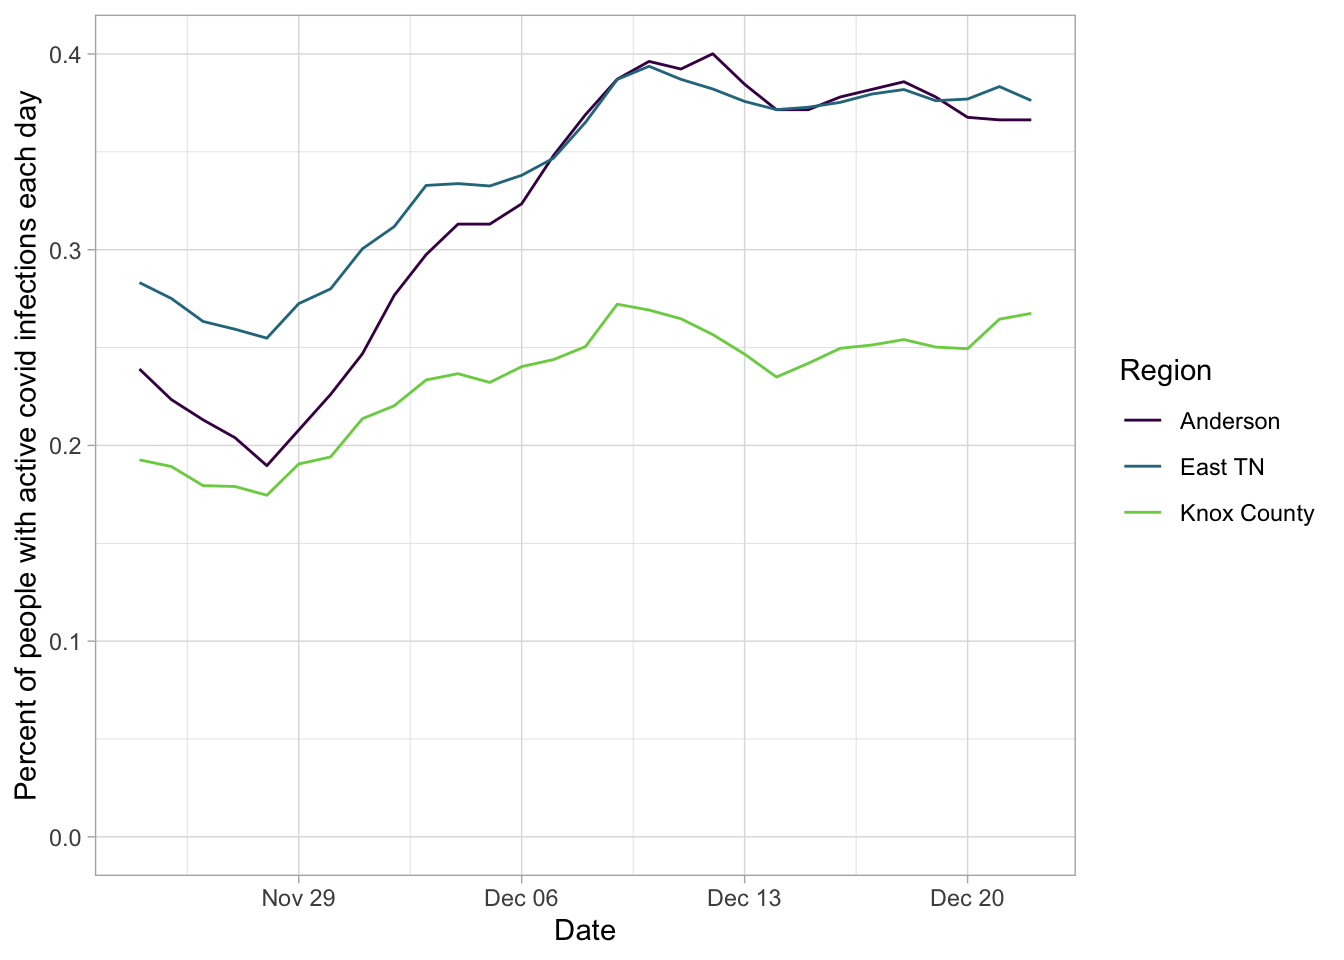 Percent of people with active covid infections each day
0.4
0.3
0.2
0.1
0.0
Nov 29
Dec 06
Dec 13
Dec 20
Date
Region
Anderson
East TN
Knox County